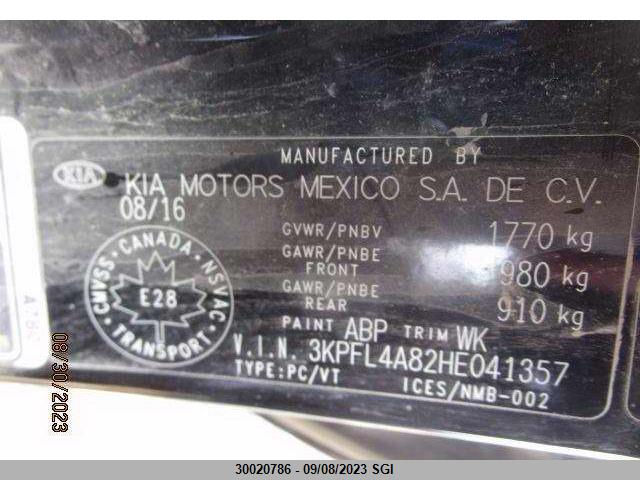 MANUFACTURED BY
KIA KIA MOTORS MEXICO S.A. DE C.V.
08/16
GVWR/PNBV 1770 kg
GAWR/PNBE FRONT 980 kg
GAWR/PNBE REAR 910 kg
PAINT ABP TRIM WK
V.I.N. 3KPFL4A82HE041357
TYPE:PC/VT ICES/NMB-002
CANADA
CMVSS NSVAC
E28
TRANSPORT
08/30/2023
30020786 - 09/08/2023 SGI